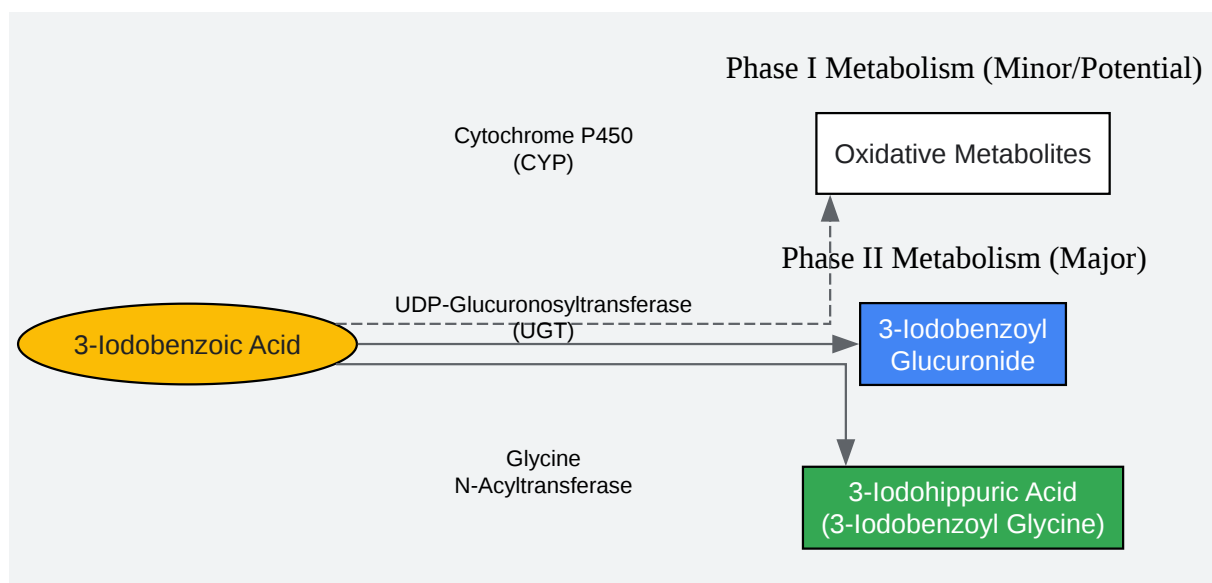 Phase I Metabolism (Minor/Potential)
Cytochrome P450
(CYP)
Oxidative Metabolites
Phase II Metabolism (Major)
UDP-Glucuronosyltransferase
(UGT)
3-Iodobenzoic Acid
3-Iodobenzoyl
Glucuronide
Glycine
N-Acyltransferase
3-Iodohippuric Acid
(3-Iodobenzoyl Glycine)